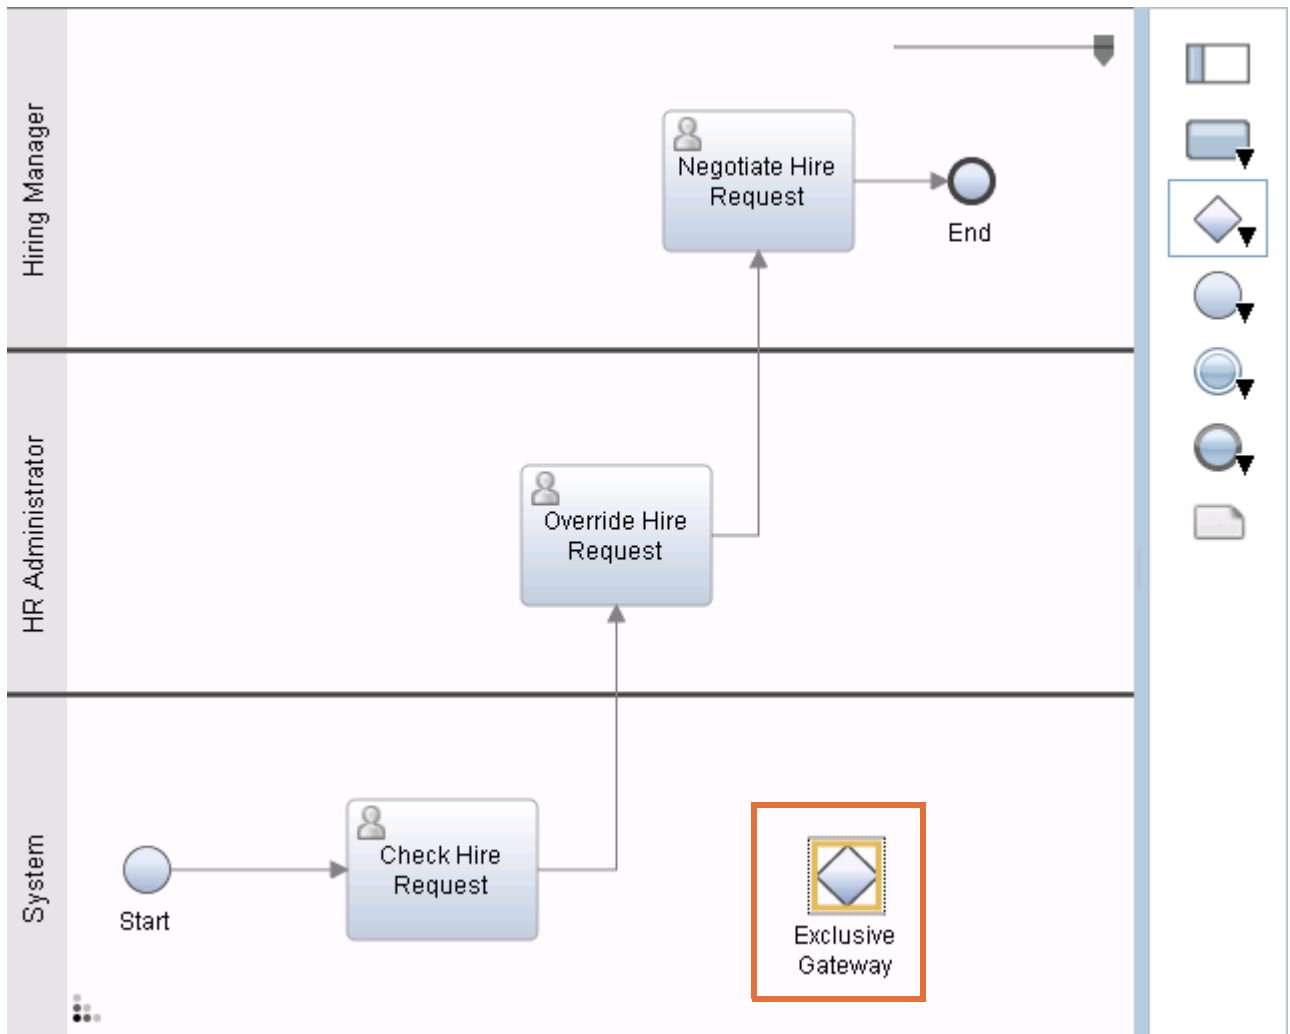 Hiring Manager
Negotiate Hire
Request
End
HR Administrator
Override Hire
Request
System
Start
Check Hire
Request
Exclusive
Gateway